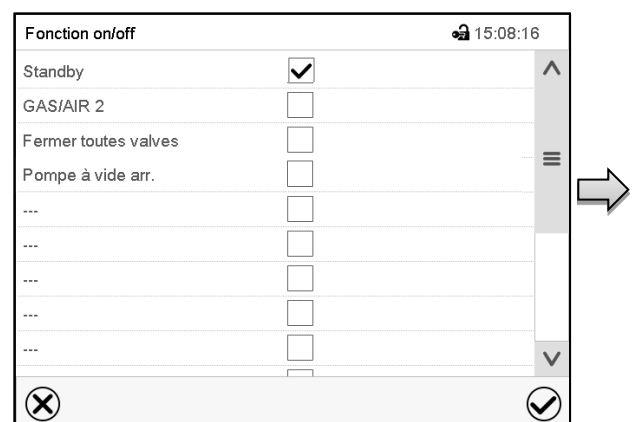 Fonction on/off 15:08:16
Standby
GAS/AIR 2
Fermer toutes valves
Pompe à vide arr.
---
---
---
---
---